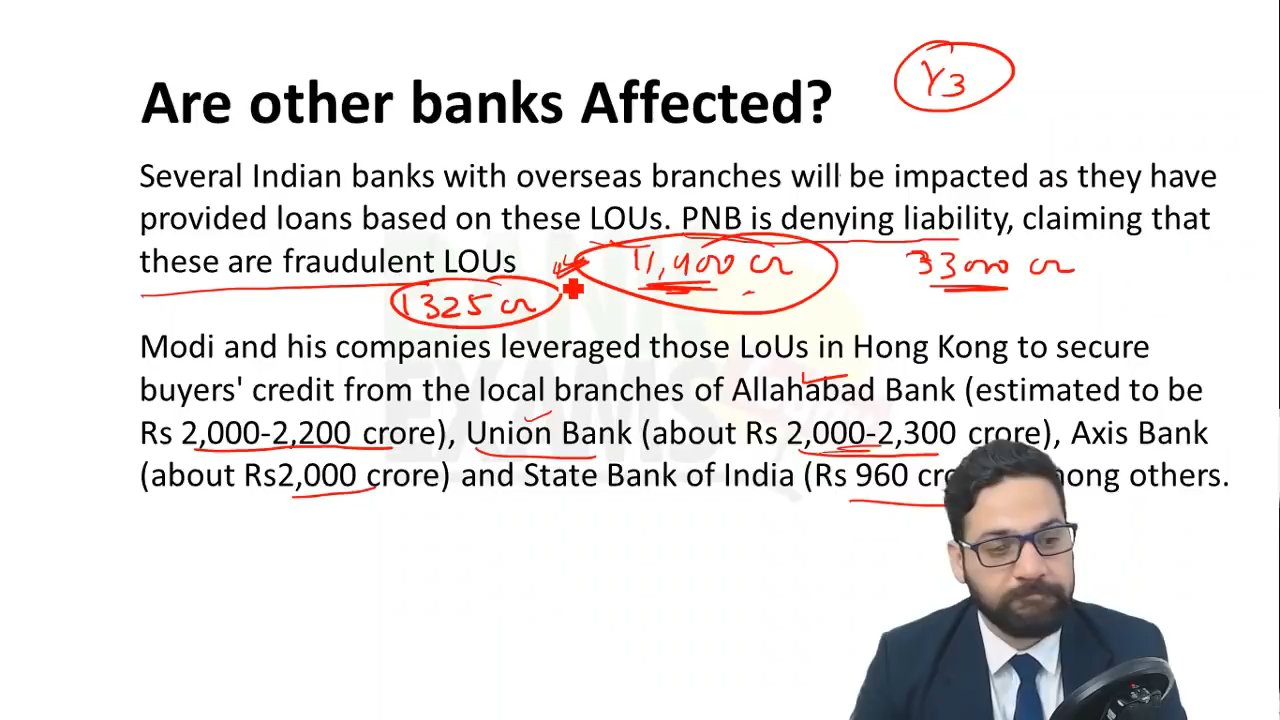 Y3
Are other banks Affected?
Several Indian banks with overseas branches will be impacted as they have
provided loans based on these LOUs. PNB is denying liability, claiming that
these are fraudulent LOUs
11,400 cr
33000 cr
1325 cr
Modi and his companies leveraged those LoUs in Hong Kong to secure
buyers' credit from the local branches of Allahabad Bank (estimated to be
Rs 2,000-2,200 crore), Union Bank (about Rs 2,000-2,300 crore), Axis Bank
(about Rs2,000 crore) and State Bank of India (Rs 960 others.